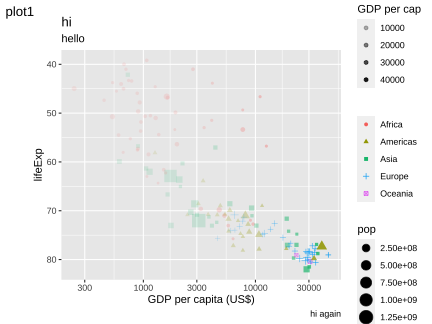 plot1
hi
hello
lifeExp
40
50
60
70
80
300
1000
3000
10000
30000
GDP per capita (US$)
hi again
GDP per cap
10000
20000
30000
40000
Africa
Americas
Asia
Europe
Oceania
pop
2.50e+08
5.00e+08
7.50e+08
1.00e+09
1.25e+09